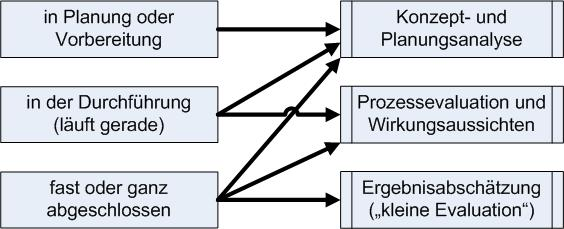 in Planung oder
Vorbereitung
Konzept- und
Planungsanalyse
in der Durchführung
(läuft gerade)
Prozessevaluation und
Wirkungsaussichten
fast oder ganz
abgeschlossen
Ergebnisabschätzung
(„kleine Evaluation“)